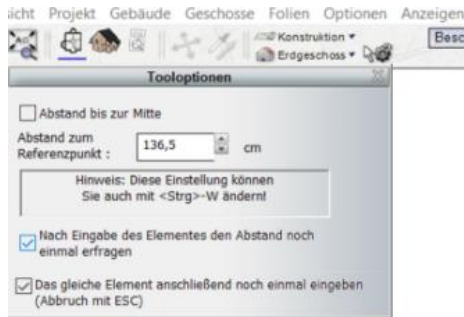 sicht Projekt Gebäude Geschosse Folien Optionen Anzeigen
Konstruktion
Erdgeschoss
Besc
Tooloptionen
Abstand bis zur Mitte
Abstand zum
Referenzpunkt : 136,5 cm
Hinweis: Diese Einstellung können
Sie auch mit <Strg>-W ändern!
Nach Eingabe des Elementes den Abstand noch
einmal erfragen
Das gleiche Element anschließend noch einmal eingeben
(Abbruch mit ESC)